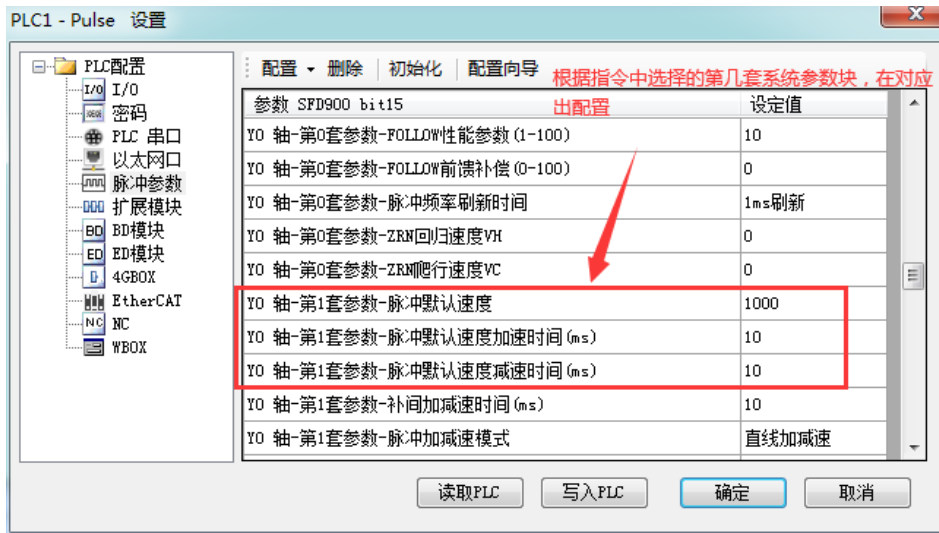 PLC1 - Pulse 设置
PLC配置
I/O
密码
PLC 串口
以太网口
脉冲参数
扩展模块
BD模块
ED模块
4GBOX
EtherCAT
NC
WBOX
配置 删除 初始化 配置向导
根据指令中选择的第几套系统参数块，在对应
出配置
参数 SFD900 bit15 设定值
Y0 轴-第0套参数-FOLLOW性能参数(1-100) 10
Y0 轴-第0套参数-FOLLOW前馈补偿(0-100) 0
Y0 轴-第0套参数-脉冲频率刷新时间 1ms刷新
Y0 轴-第0套参数-ZRN回归速度VH 0
Y0 轴-第0套参数-ZRN爬行速度VC 0
Y0 轴-第1套参数-脉冲默认速度 1000
Y0 轴-第1套参数-脉冲默认速度加速时间(ms) 10
Y0 轴-第1套参数-脉冲默认速度减速时间(ms) 10
Y0 轴-第1套参数-补间加减速时间(ms) 10
Y0 轴-第1套参数-脉冲加减速模式 直线加减速
读取PLC 写入PLC 确定 取消